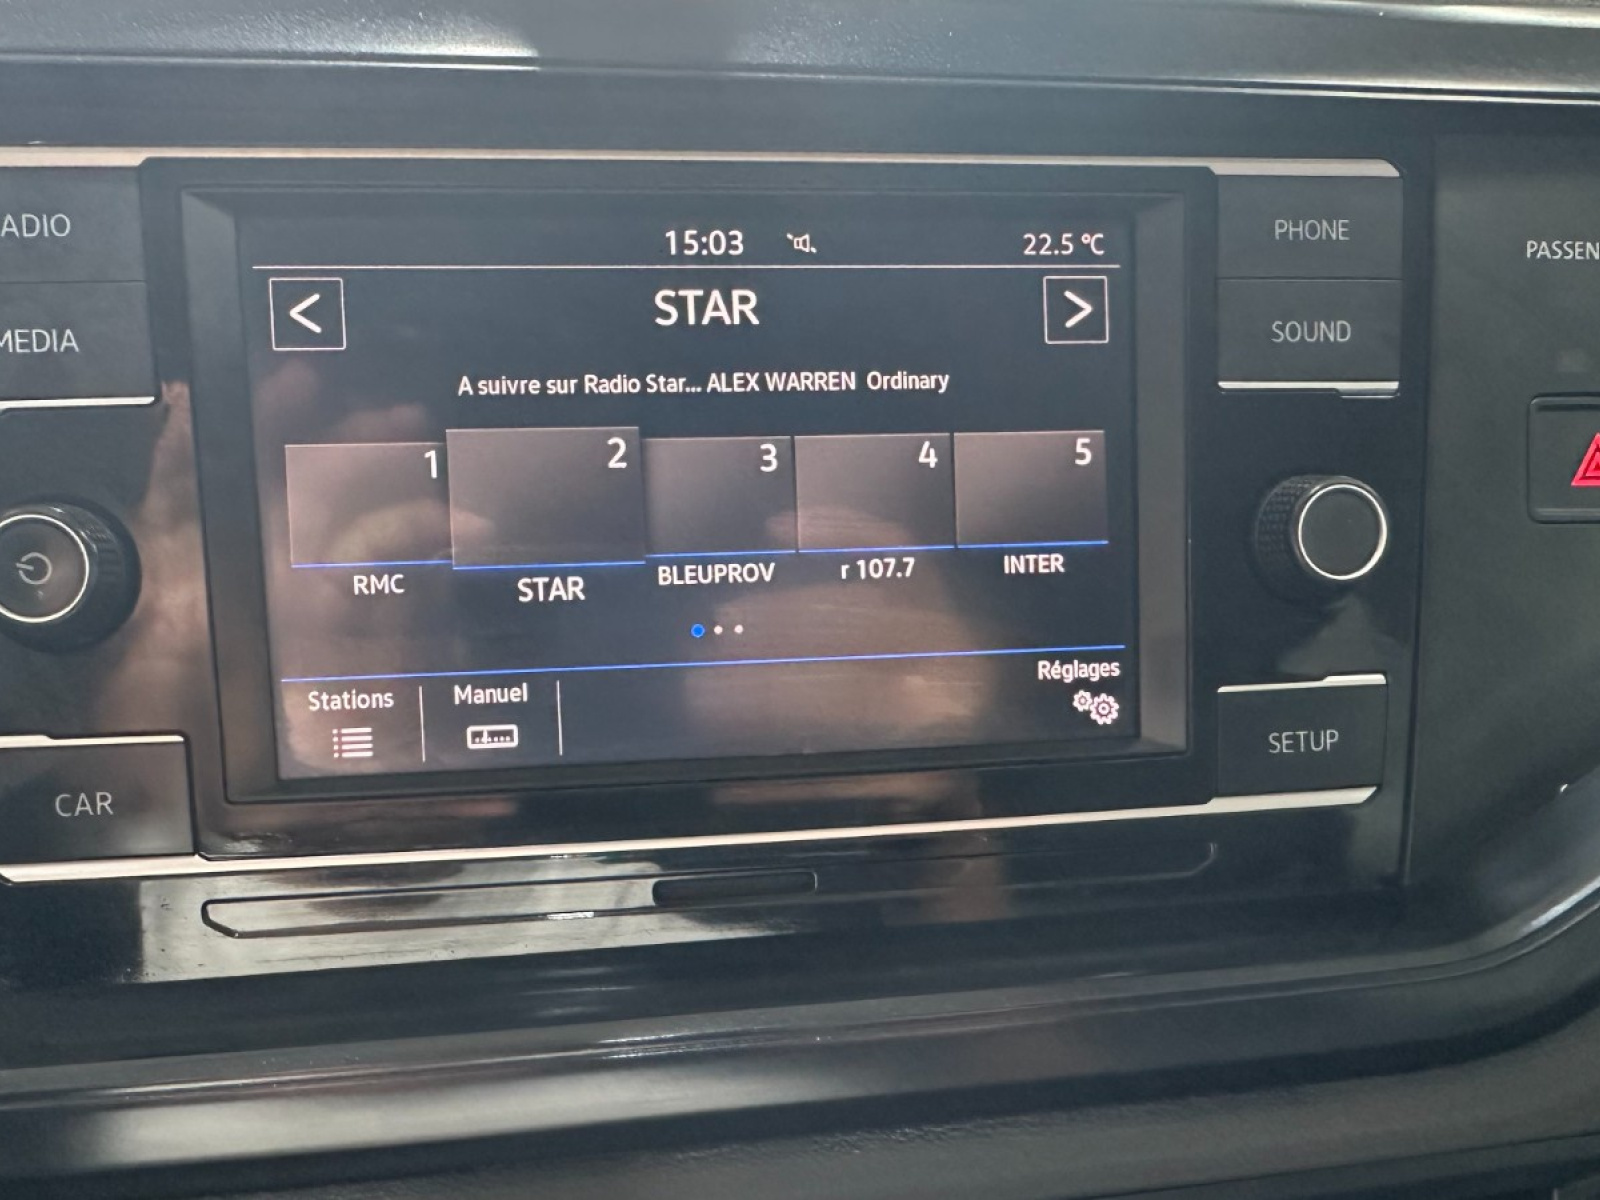 ADIO
MEDIA
CAR
15:03 22.5 °C
<
STAR
>
A suivre sur Radio Star... ALEX WARREN Ordinary
1 2 3 4 5
RMC STAR BLEUPROV r 107.7 INTER
Stations Manuel Réglages
PHONE
SOUND
SETUP
PASSEN